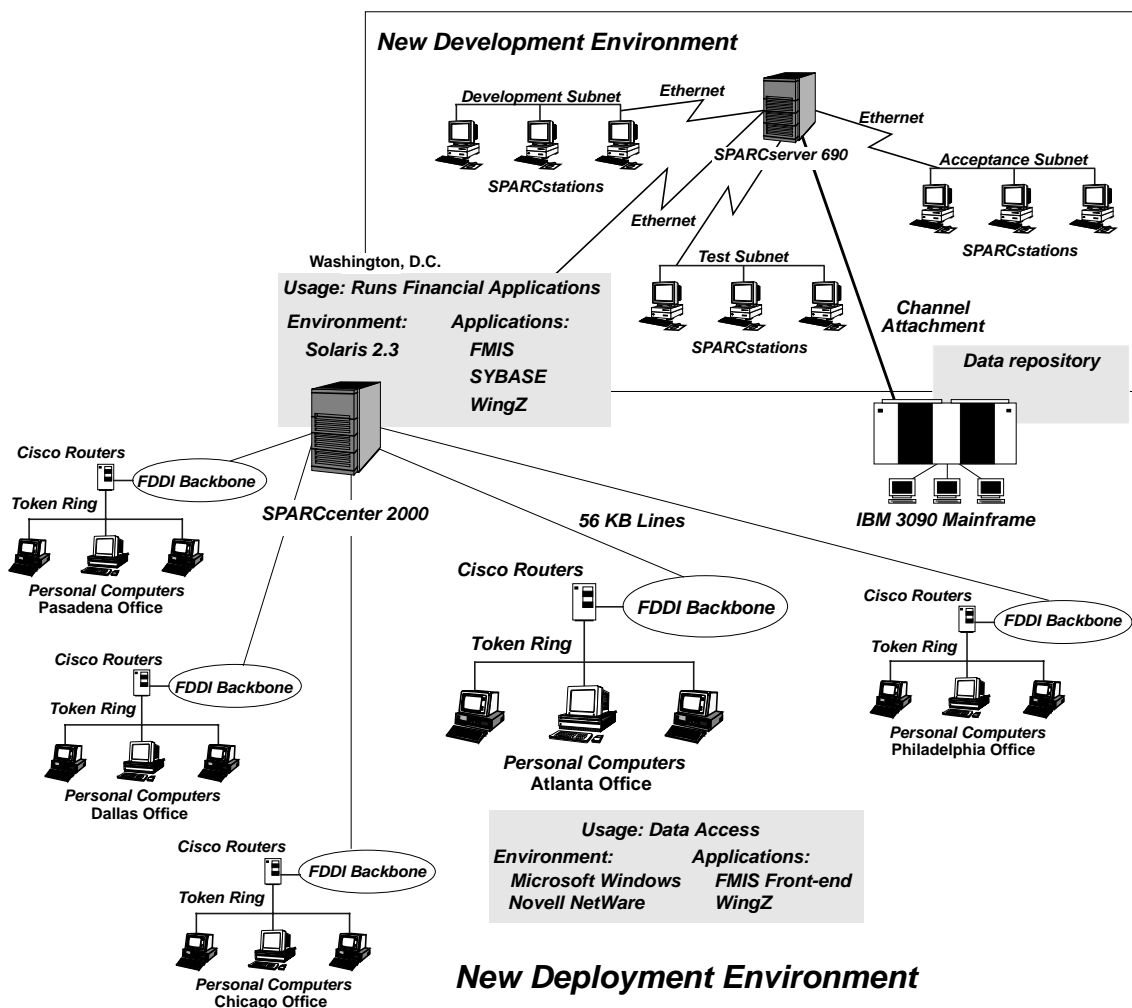 New Development Environment
Development Subnet
Ethernet
Ethernet
SPARCserver 690
Acceptance Subnet
SPARCstations
Ethernet
SPARCstations
Test Subnet
Washington, D.C.
Usage: Runs Financial Applications
Environment:
Applications:
Solaris 2.3
FMIS
SYBASE
WingZ
SPARCstations
Channel
Attachment
Data repository
Cisco Routers
FDDI Backbone
Token Ring
SPARCcenter 2000
56 KB Lines
IBM 3090 Mainframe
Personal Computers
Pasadena Office
Cisco Routers
FDDI Backbone
Token Ring
Personal Computers
Atlanta Office
Cisco Routers
FDDI Backbone
Token Ring
Personal Computers
Philadelphia Office
Cisco Routers
FDDI Backbone
Token Ring
Personal Computers
Dallas Office
Usage: Data Access
Environment:
Applications:
Microsoft Windows
FMIS Front-end
Novell NetWare
WingZ
Cisco Routers
FDDI Backbone
Token Ring
Personal Computers
Chicago Office
New Deployment Environment